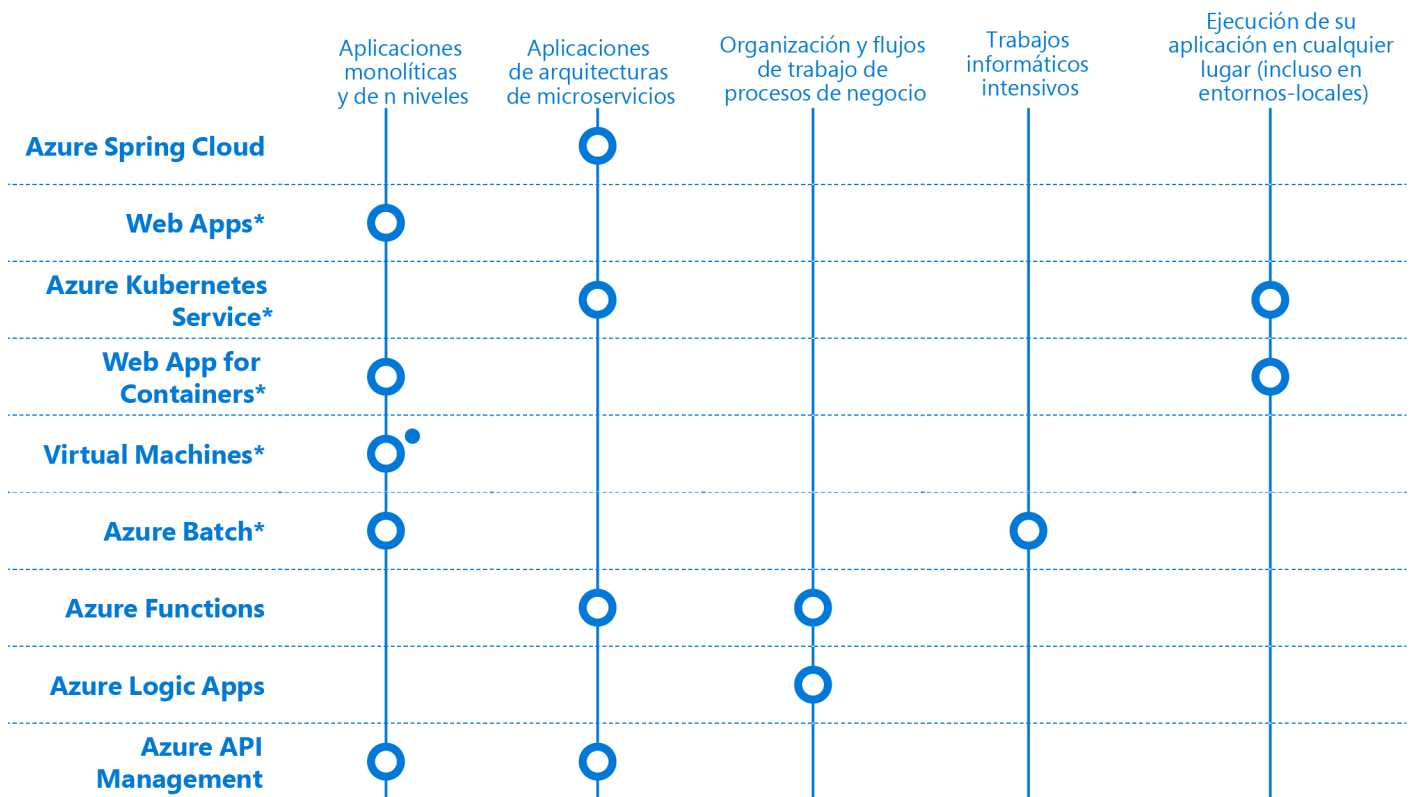 Aplicaciones
monolíticas
y de n niveles
Aplicaciones
de arquitecturas
de microservicios
Organización y flujos
de trabajo de
procesos de negocio
Trabajos
informáticos
intensivos
Ejecución de su
aplicación en cualquier
lugar (incluso en
entornos-locales)
Azure Spring Cloud
Web Apps*
Azure Kubernetes
Service*
Web App for
Containers*
Virtual Machines*
Azure Batch*
Azure Functions
Azure Logic Apps
Azure API
Management